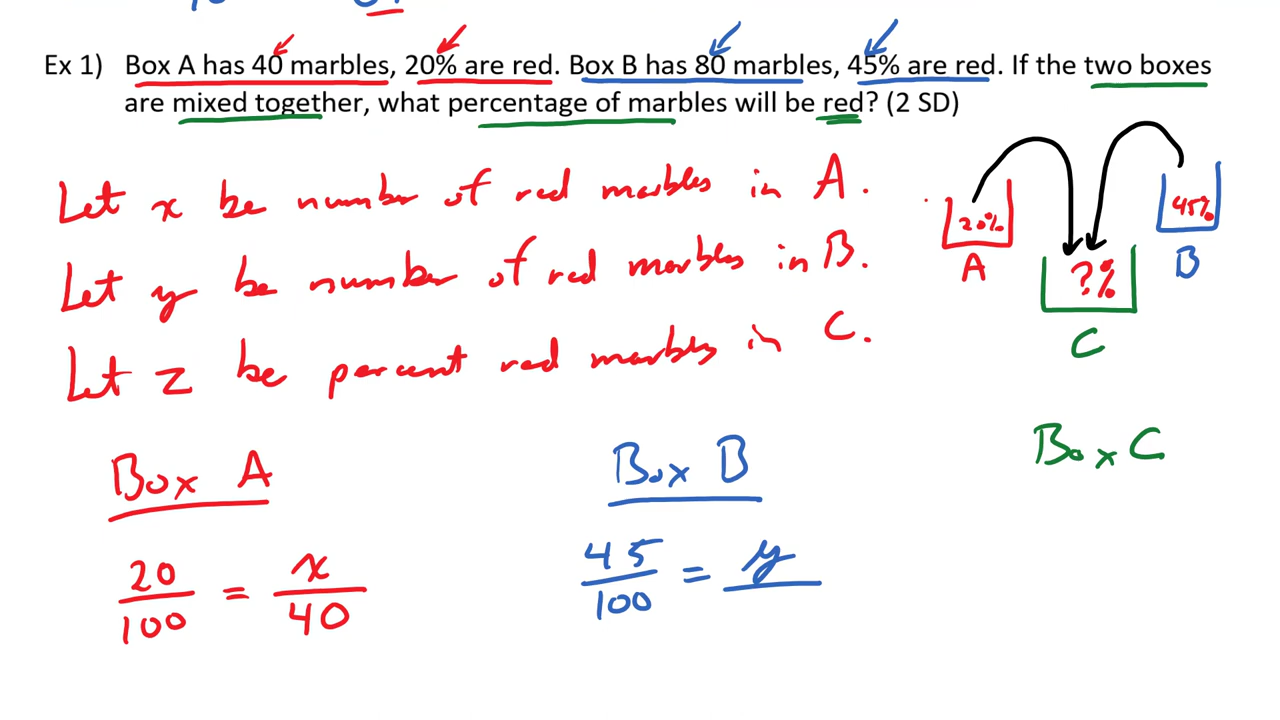 Ex 1) Box A has 40 marbles, 20% are red. Box B has 80 marbles, 45% are red. If the two boxes
are mixed together, what percentage of marbles will be red? (2 SD)
Let x be number of red marbles in A.
Let y be number of red marbles in B.
Let z be percent red marbles in C.
20%
A
45%
B
?%
C
Box A
Box B
Box C
20/100 = x/40
45/100 = y/